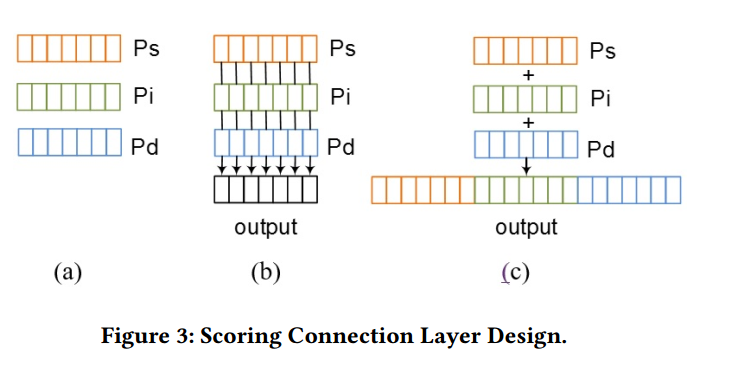 Ps
Pi
Pd
Ps
Pi
Pd
output
Ps
+
Pi
+
Pd
output
(a)
(b)
(c)
Figure 3: Scoring Connection Layer Design.